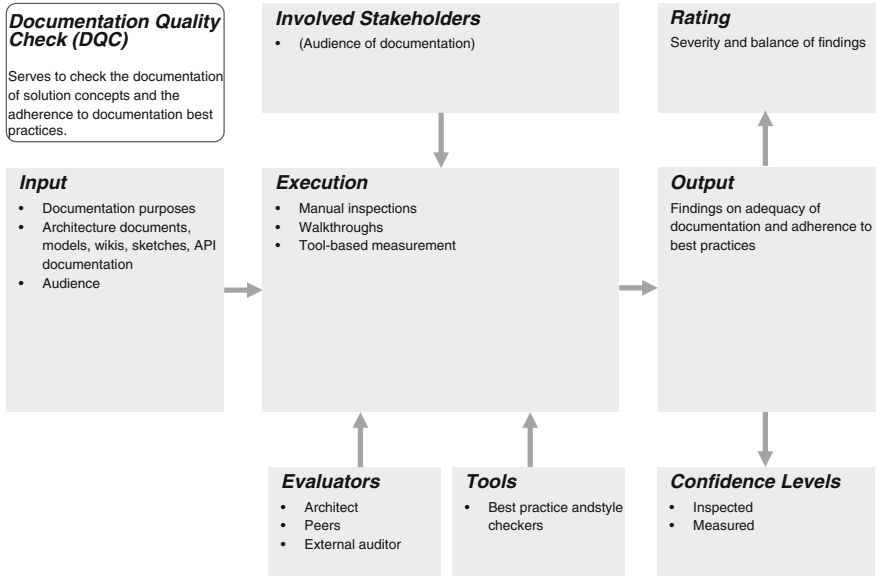 Documentation Quality
Check (DQC)
Serves to check the documentation
of solution concepts and the
adherence to documentation best
practices.
Involved Stakeholders
• (Audience of documentation)
Rating
Severity and balance of findings
Input
• Documentation purposes
• Architecture documents,
models, wikis, sketches, API
documentation
• Audience
Execution
• Manual inspections
• Walkthroughs
• Tool-based measurement
Output
Findings on adequacy of
documentation and adherence to
best practices
Evaluators
• Architect
• Peers
• External auditor
Tools
• Best practice andstyle
checkers
Confidence Levels
• Inspected
• Measured